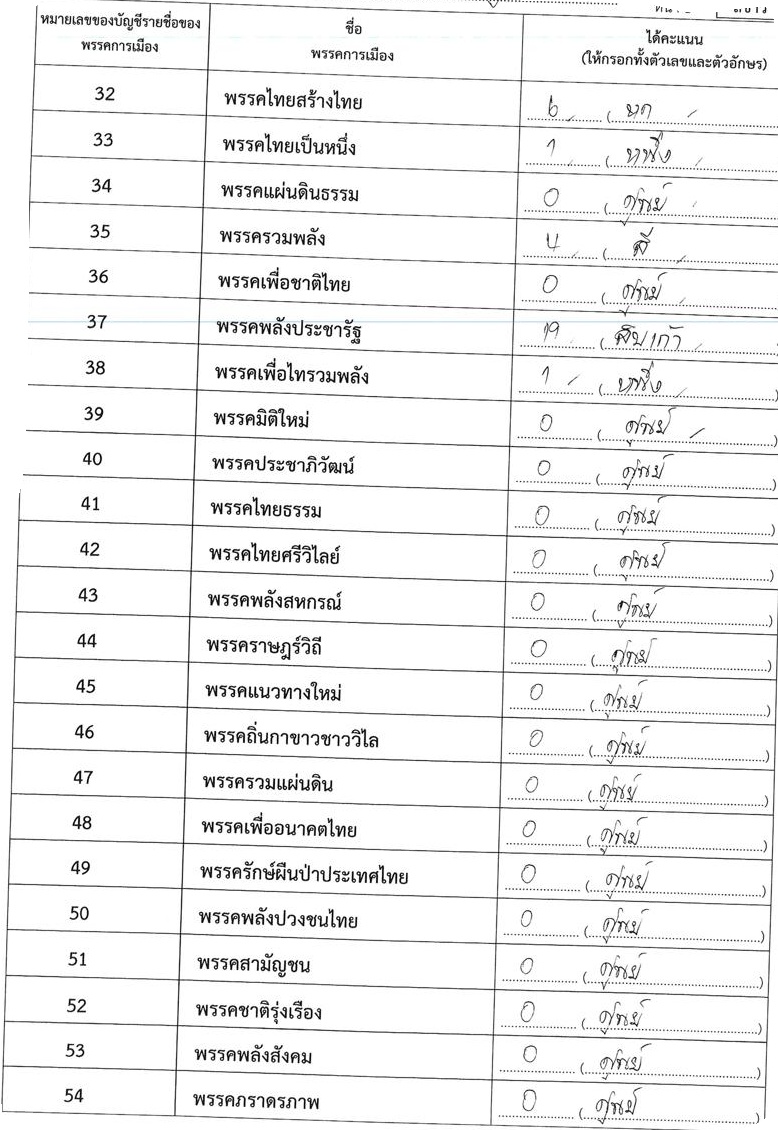 หมายเลขของบัญชีรายชื่อของ
พรรคการเมือง
ชื่อ
พรรคการเมือง
ได้คะแนน
(ให้กรอกทั้งตัวเลขและตัวอักษร)
32 พรรคไทยสร้างไทย 6 ( หก
33 พรรคไทยเป็นหนึ่ง 1 ( หนึ่ง
34 พรรคแผ่นดินธรรม 0 ( ศูนย์
35 พรรครวมพลัง 4 ( สี่
36 พรรคเพื่อชาติไทย 0 ( ศูนย์
37 พรรคพลังประชารัฐ 19 ( สิบเก้า
38 พรรคเพื่อไทรวมพลัง 1 ( หนึ่ง )
39 พรรคมิติใหม่ 0 ( ศูนย์ )
40 พรรคประชาภิวัฒน์ 0 ( ศูนย์ )
41 พรรคไทยธรรม 0 ( ศูนย์ )
42 พรรคไทยศรีวิไลย์ 0 ( ศูนย์ )
43 พรรคพลังสหกรณ์ 0 ( ศูนย์ )
44 พรรคราษฎร์วิถี 0 ( ศูนย์ )
45 พรรคแนวทางใหม่ 0 ( ศูนย์ )
46 พรรคถิ่นกาขาวชาววิไล 0 ( ศูนย์ )
47 พรรครวมแผ่นดิน 0 ( ศูนย์ )
48 พรรคเพื่ออนาคตไทย 0 ( ศูนย์ )
49 พรรครักษ์ผืนป่าประเทศไทย 0 ( ศูนย์ )
50 พรรคพลังปวงชนไทย 0 ( ศูนย์ )
51 พรรคสามัญชน 0 ( ศูนย์ )
52 พรรคชาติรุ่งเรือง 0 ( ศูนย์ )
53 พรรคพลังสังคม 0 ( ศูนย์ )
54 พรรคภราดรภาพ 0 ( ศูนย์ )